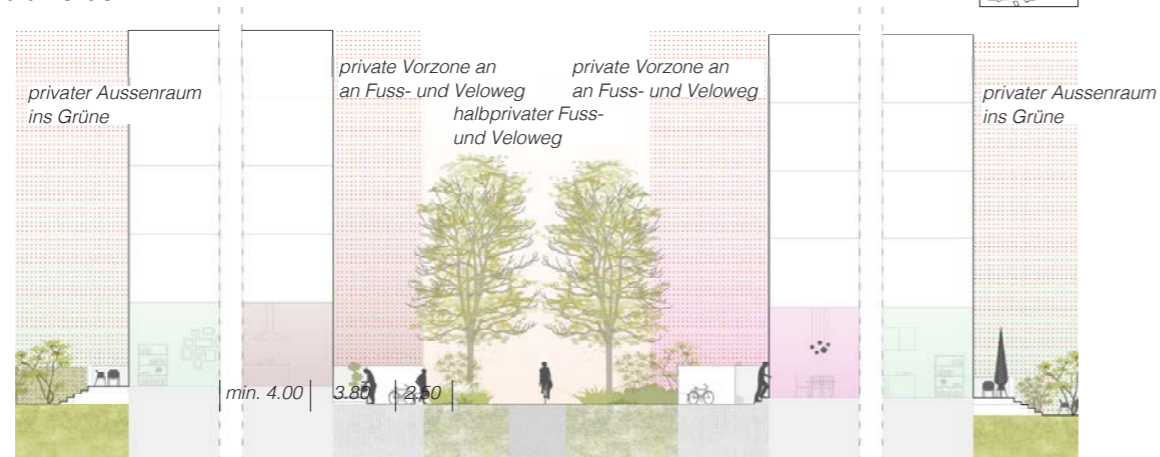 privater Aussenraum
ins Grüne
private Vorzone an
an Fuss- und Veloweg
halbprivater Fuss-
und Veloweg
private Vorzone an
an Fuss- und Veloweg
privater Aussenraum
ins Grüne
min. 4.00
3.80
2.50